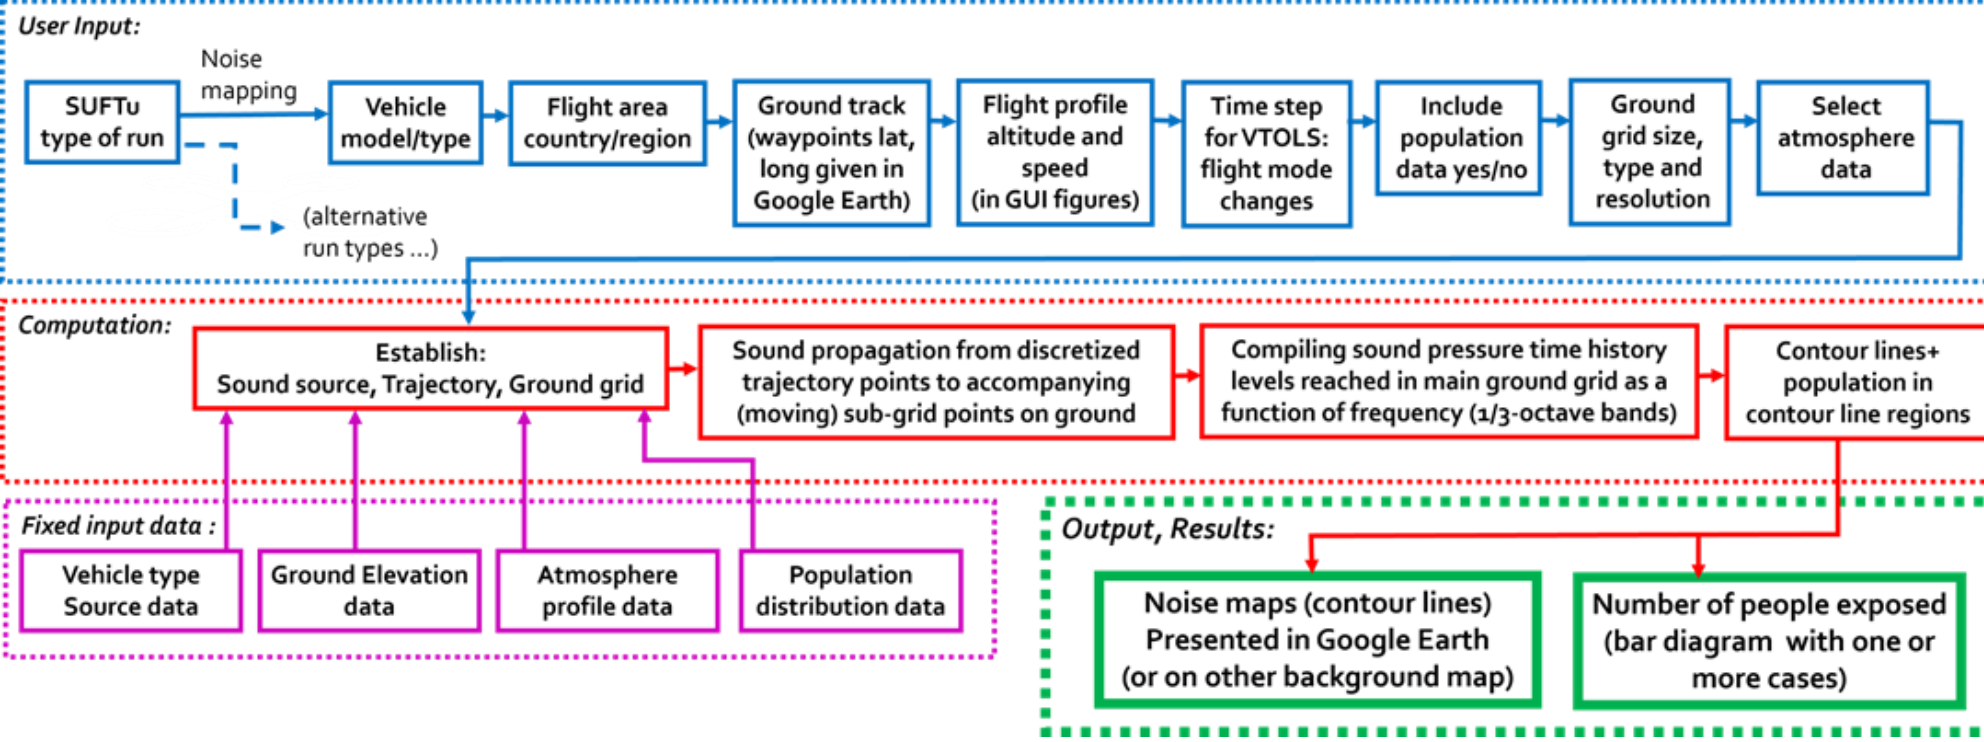 User Input:
Noise
mapping
SUFTu
type of run
(alternative
run types ...)
Vehicle
model/type
Flight area
country/region
Ground track
(waypoints lat,
long given in
Google Earth)
Flight profile
altitude and
speed
(in GUI figures)
Time step
for VTOLS:
flight mode
changes
Include
population
data yes/no
Ground
grid size,
type and
resolution
Select
atmosphere
data
Computation:
Establish:
Sound source, Trajectory, Ground grid
Sound propagation from discretized
trajectory points to accompanying
(moving) sub-grid points on ground
Compiling sound pressure time history
levels reached in main ground grid as a
function of frequency (1/3-octave bands)
Contour lines+
population in
contour line regions
Fixed input data :
Vehicle type
Source data
Ground Elevation
data
Atmosphere
profile data
Population
distribution data
Output, Results:
Noise maps (contour lines)
Presented in Google Earth
(or on other background map)
Number of people exposed
(bar diagram with one or
more cases)